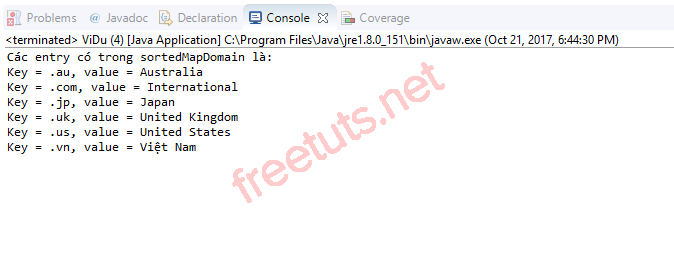 Problems @ Javadoc Declaration Console Coverage
<terminated> ViDu (4) [Java Application] C:\Program Files\Java\jre1.8.0_151\bin\javaw.exe (Oct 21, 2017, 6:44:30 PM)
Các entry có trong sortedMapDomain là:
Key = .au, value = Australia
Key = .com, value = International
Key = .jp, value = Japan
Key = .uk, value = United Kingdom
Key = .us, value = United States
Key = .vn, value = Việt Nam
freetuts.net